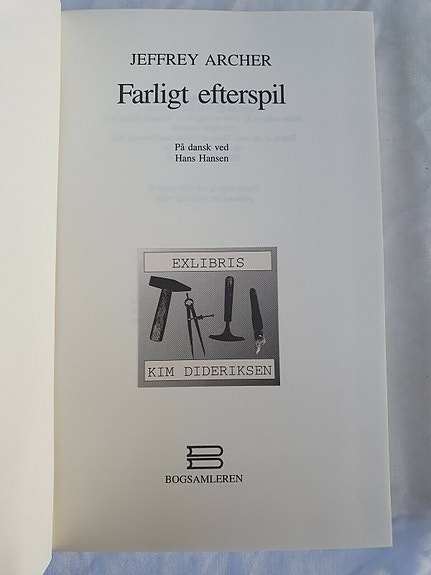 JEFFREY ARCHER
Farligt efterspil
På dansk ved
Hans Hansen
EXLIBRIS
KIM DIDERIKSEN
BOGSAMLEREN